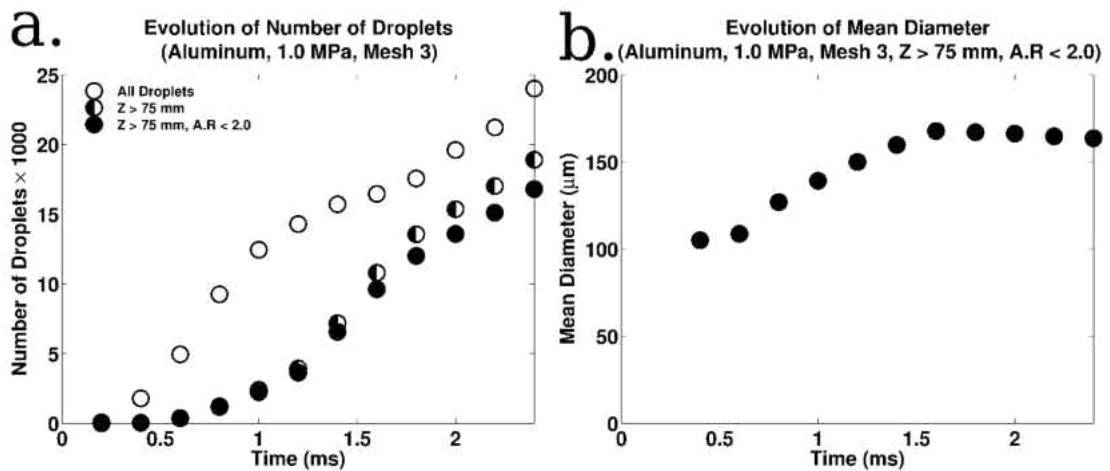 a.
Evolution of Number of Droplets
(Aluminum, 1.0 MPa, Mesh 3)
Number of Droplets × 1000
25
20
15
10
5
0
All Droplets
Z > 75 mm
Z > 75 mm, A.R < 2.0
0
0.5
1
1.5
2
Time (ms)
b.
Evolution of Mean Diameter
(Aluminum, 1.0 MPa, Mesh 3, Z > 75 mm, A.R < 2.0)
Mean Diameter (μm)
200
150
100
50
0
0
0.5
1
1.5
2
Time (ms)